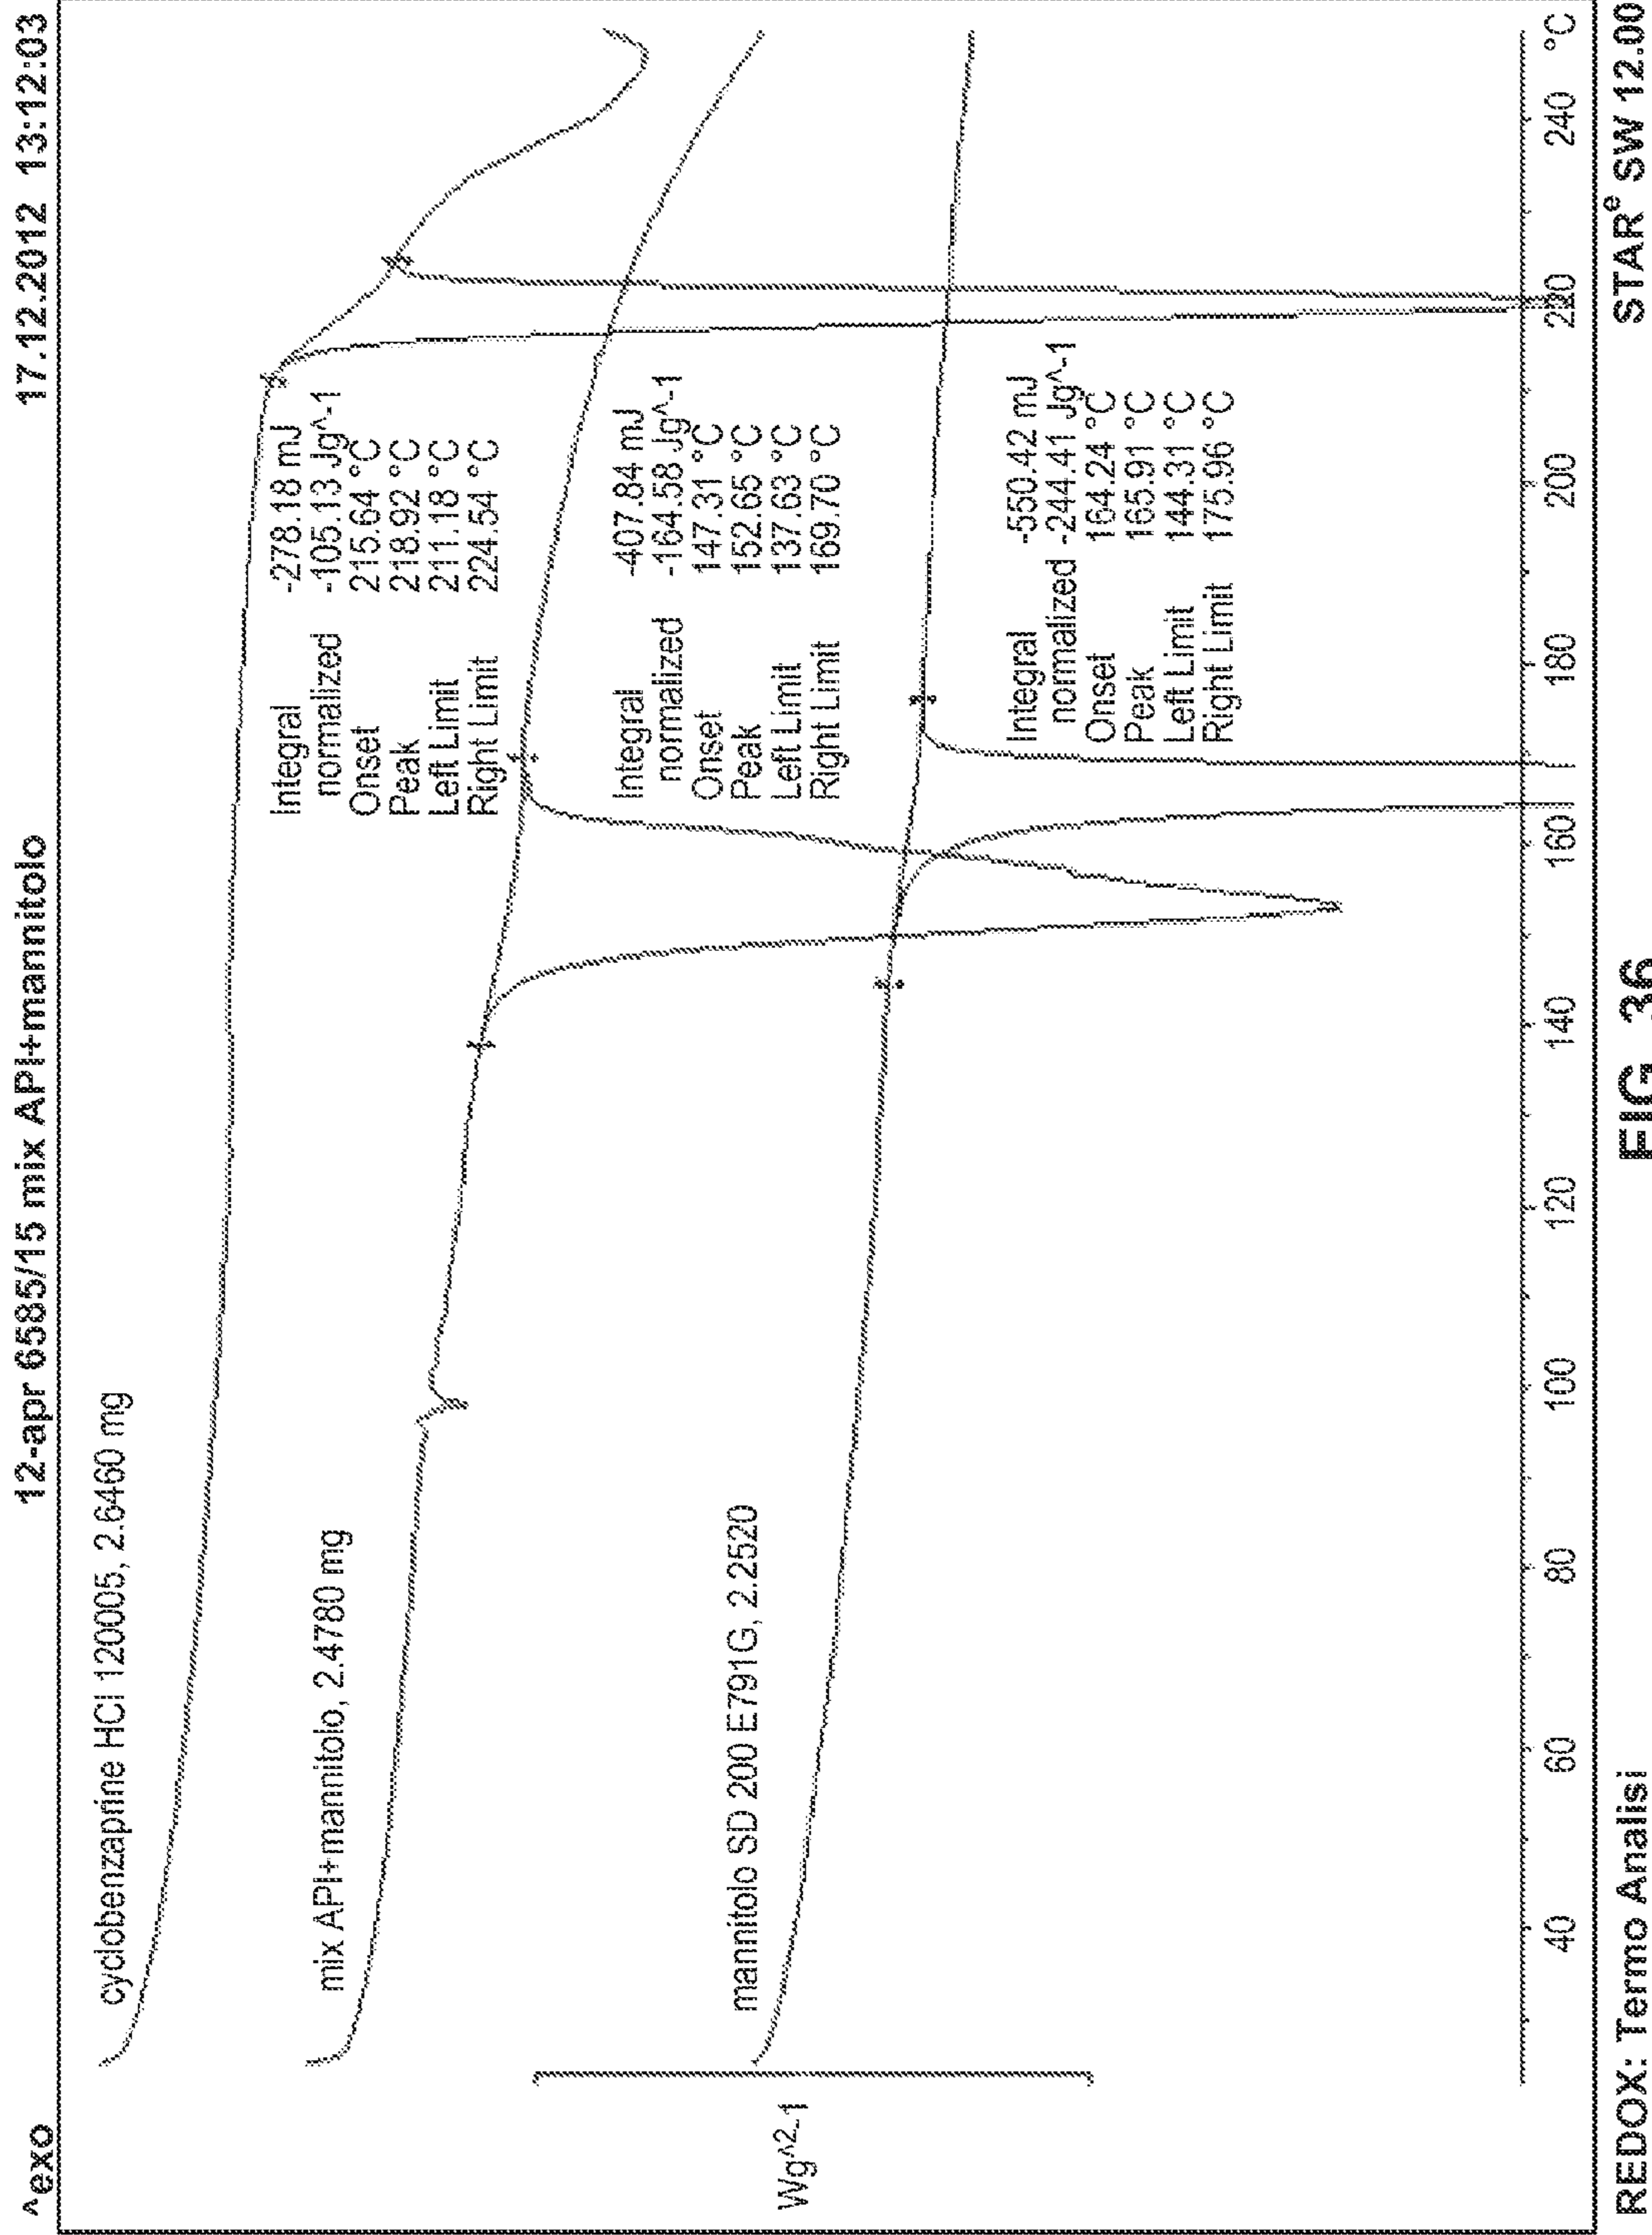 ^exo
12-apr 6585/15 mix API+mannitolo
17.12.2012 13:12:03
cyclobenzaprine HCl 12005, 2.6460 mg
Integral -278.18 mJ
normalized -105.13 Jg^-1
Onset 215.64 °C
Peak 218.92 °C
Left Limit 211.18 °C
Right Limit 224.54 °C
mix API+mannitolo, 2.4780 mg
Integral -407.84 mJ
normalized -164.58 Jg^-1
Onset 147.31 °C
Peak 152.65 °C
Left Limit 137.63 °C
Right Limit 169.70 °C
mannitolo SD 200 E791G, 2.2520
Integral -550.42 mJ
normalized -244.41 Jg^-1
Onset 164.24 °C
Peak 165.91 °C
Left Limit 144.31 °C
Right Limit 175.96 °C
Wg^2-1
40 60 80 100 120 140 160 180 200 220 240 °C
REDOX: Termo Analisi
FIG. 36
STARe SW 12.00